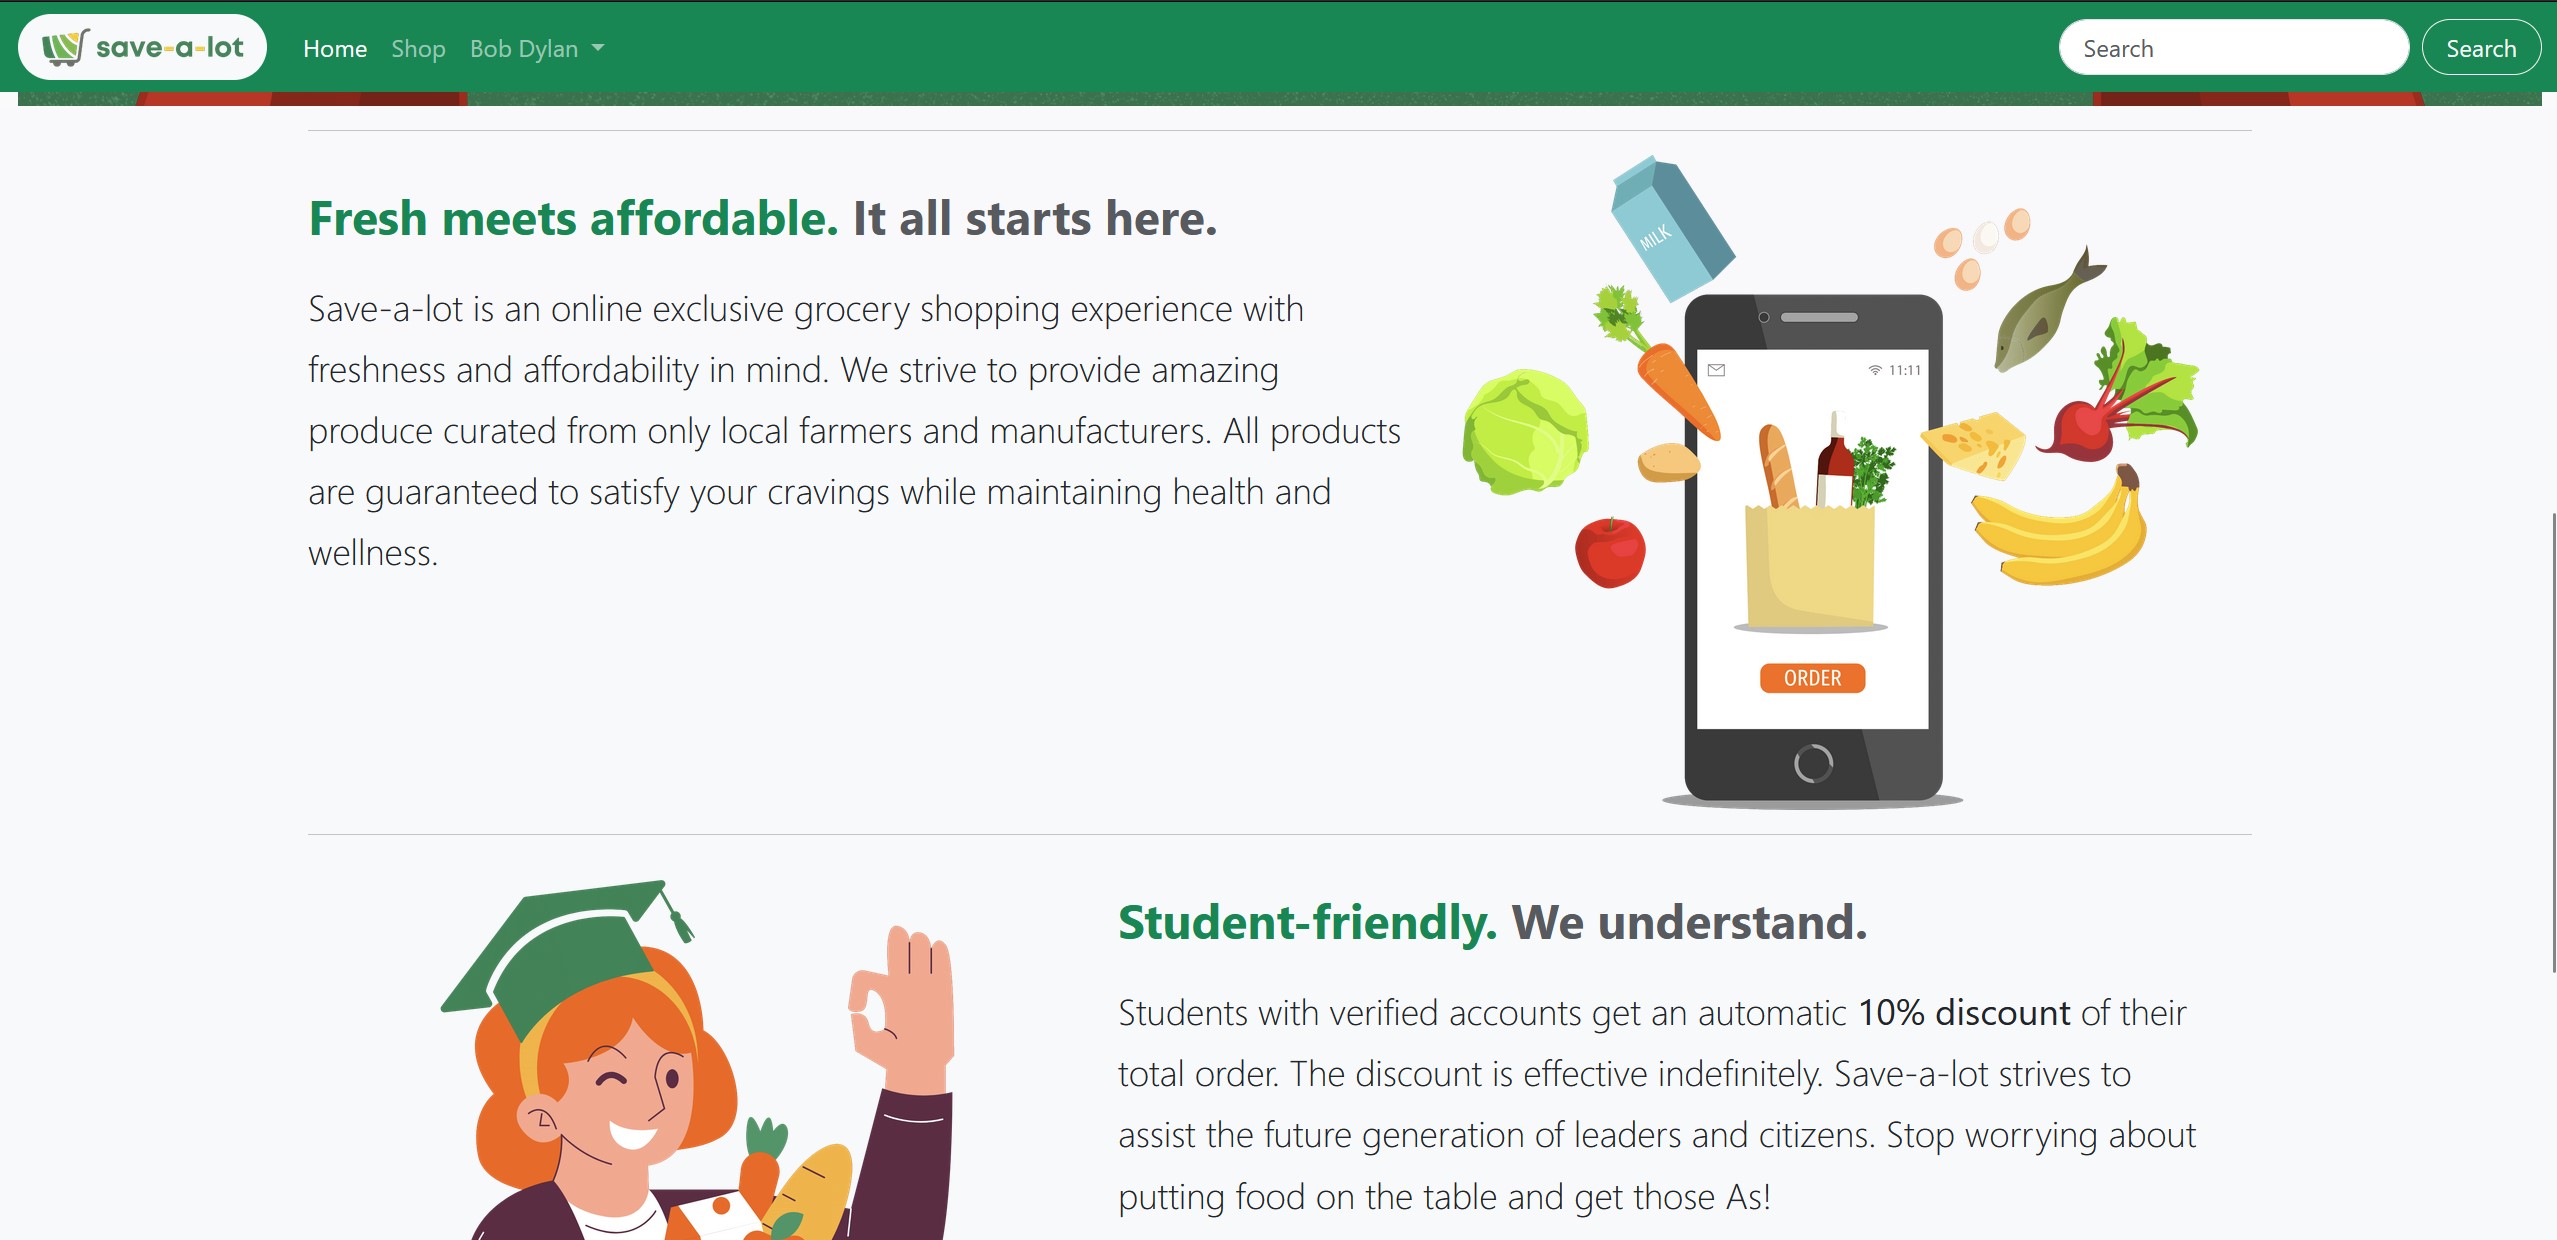 save-a-lot
Home
Shop
Bob Dylan
Search
Search
Fresh meets affordable. It all starts here.
Save-a-lot is an online exclusive grocery shopping experience with
freshness and affordability in mind. We strive to provide amazing
produce curated from only local farmers and manufacturers. All products
are guaranteed to satisfy your cravings while maintaining health and
wellness.
MILK
11:11
ORDER
Student-friendly. We understand.
Students with verified accounts get an automatic 10% discount of their
total order. The discount is effective indefinitely. Save-a-lot strives to
assist the future generation of leaders and citizens. Stop worrying about
putting food on the table and get those As!